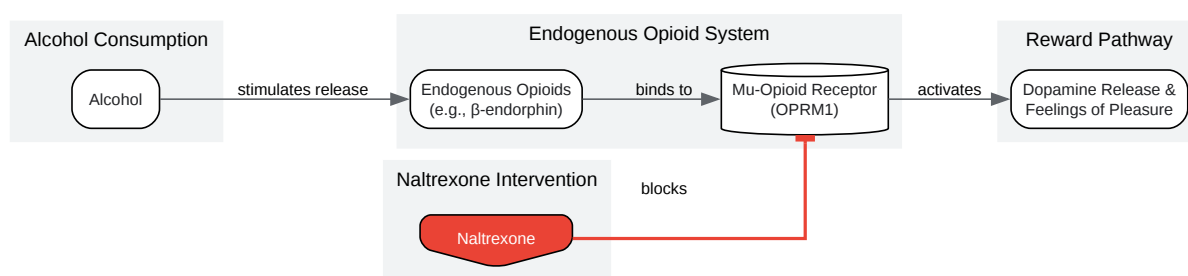 Alcohol Consumption
Alcohol
stimulates release
Endogenous Opioid System
Endogenous Opioids
(e.g., β-endorphin)
binds to
Mu-Opioid Receptor
(OPRM1)
activates
Reward Pathway
Dopamine Release &
Feelings of Pleasure
Naltrexone Intervention
Naltrexone
blocks